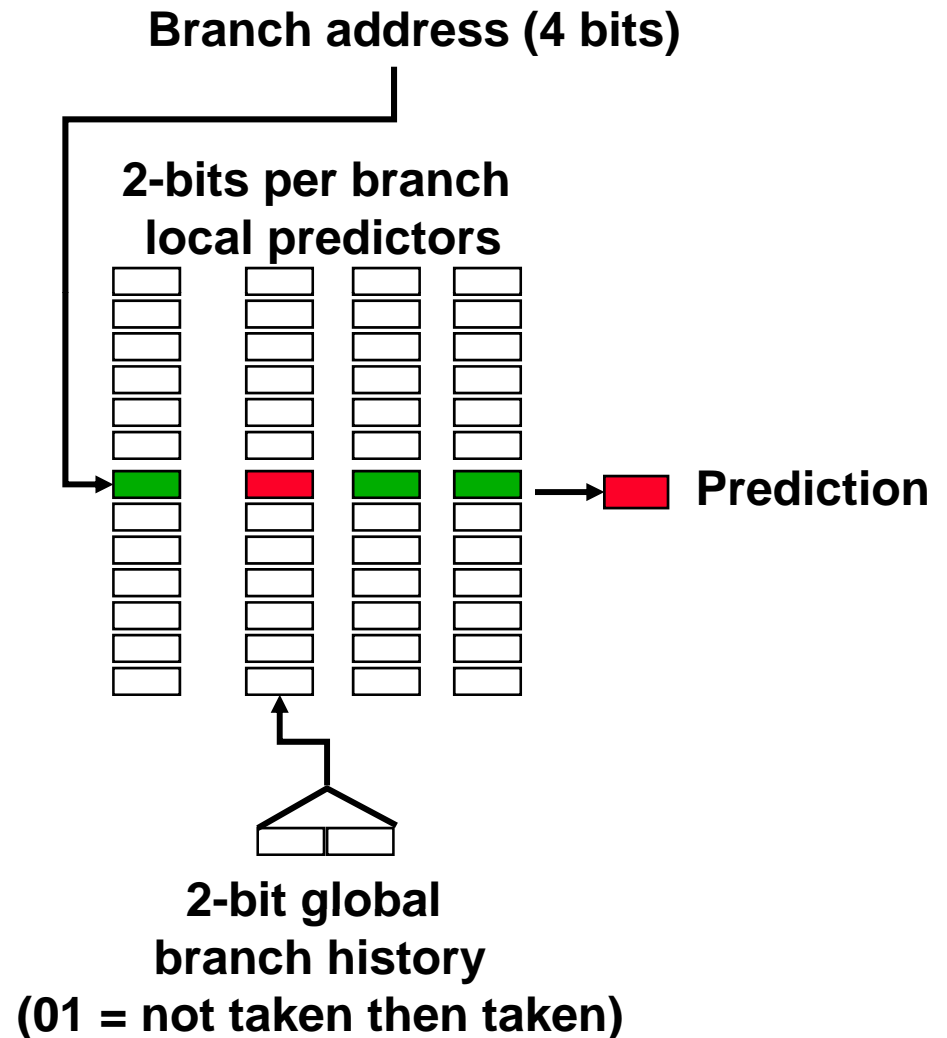 Branch address (4 bits)
2-bits per branch
local predictors
Prediction
2-bit global
branch history
(01 = not taken then taken)